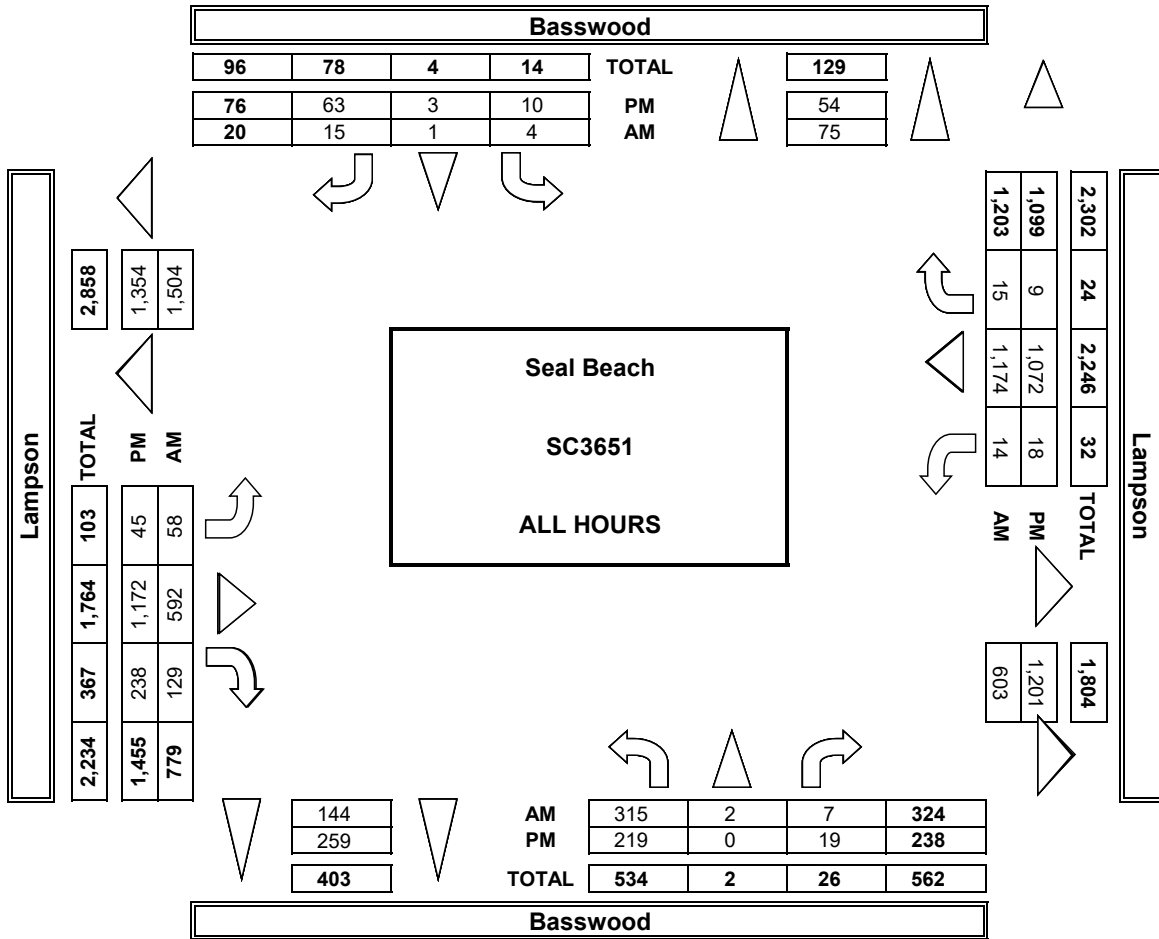 Basswood
96 78 4 14 TOTAL 129
76 63 3 10 PM 54
20 15 1 4 AM 75
Lampson
2,858
1,354
1,504
TOTAL 103 1,764 367 2,234
PM 45 1,172 238 1,455
AM 58 592 129 779
Seal Beach
SC3651
ALL HOURS
2,302 24 2,246 32 TOTAL 1,804
1,099 9 1,072 18 PM 1,201
1,203 15 1,174 14 AM 603
Lampson
144 AM 315 2 7 324
259 PM 219 0 19 238
403 TOTAL 534 2 26 562
Basswood